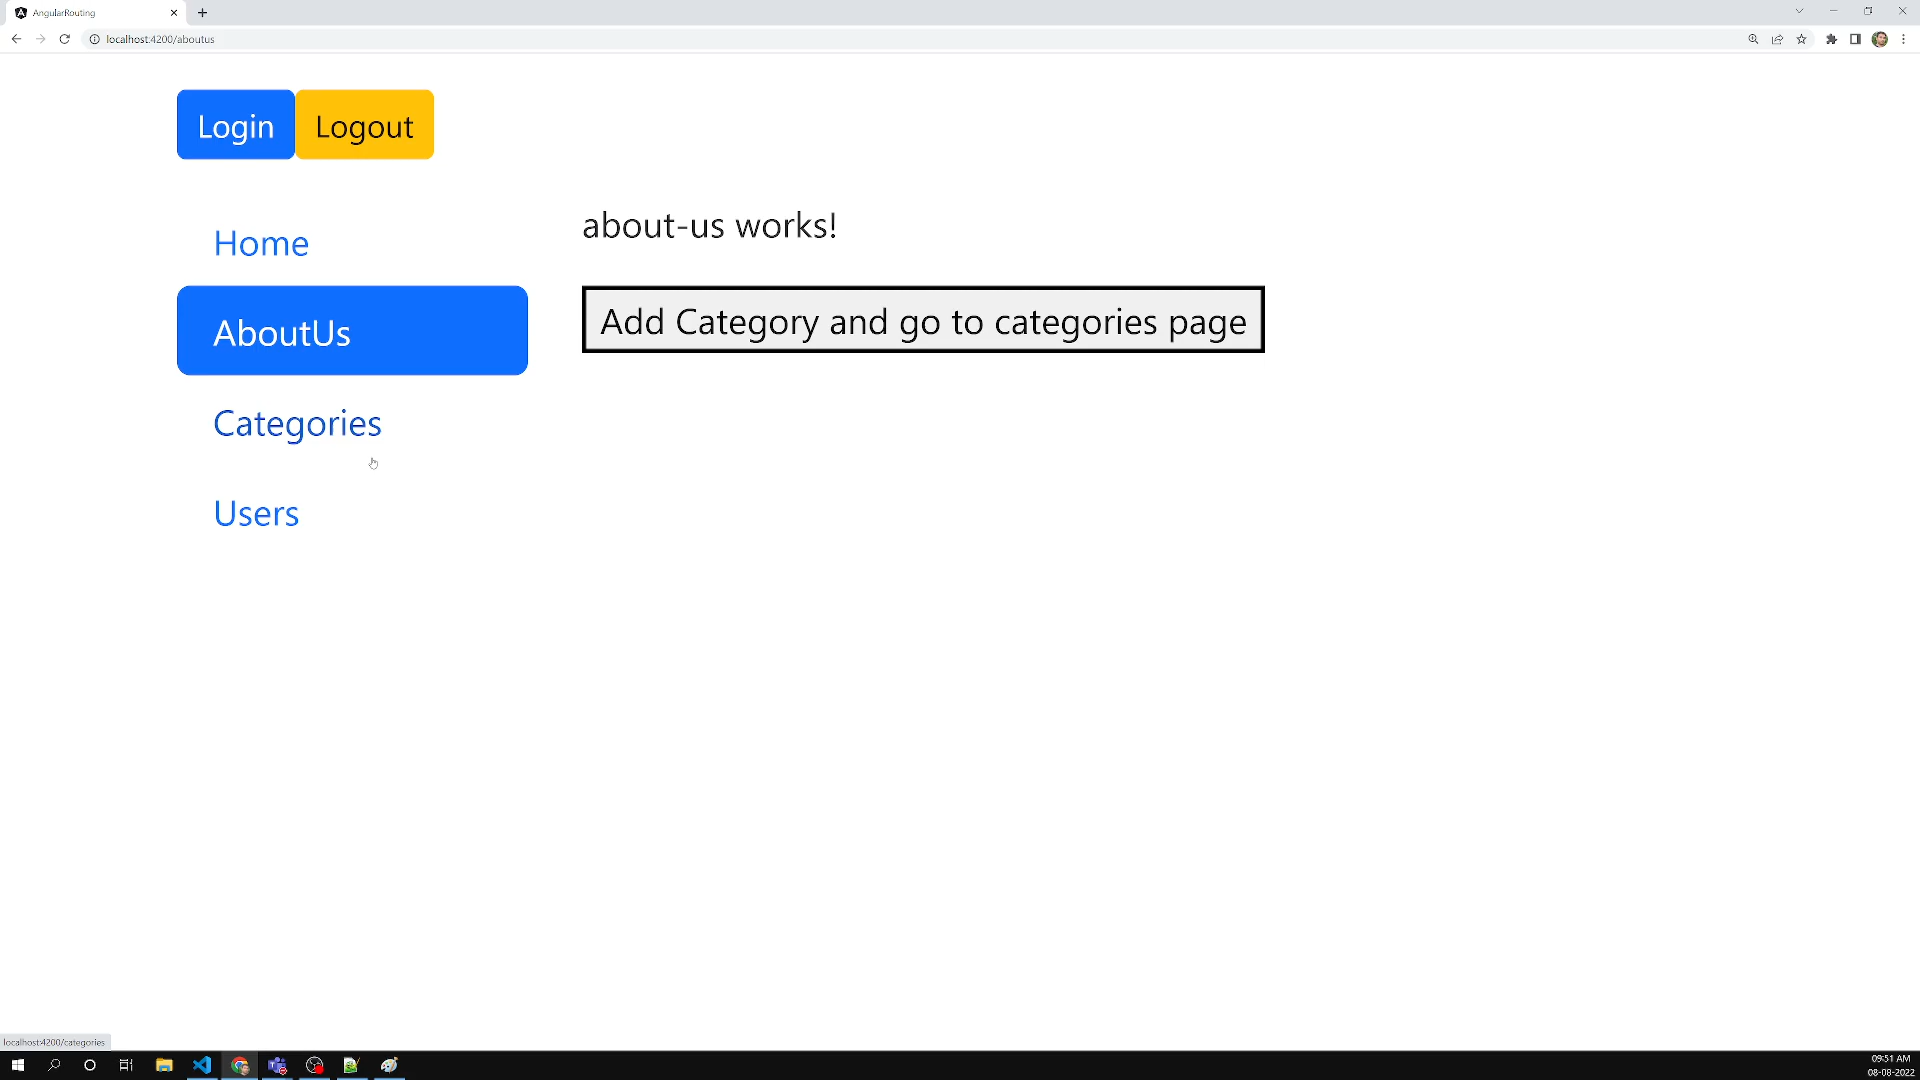 AngularRouting
localhost:4200/aboutus
Login
Logout
Home
about-us works!
AboutUs
Add Category and go to categories page
Categories
Users
localhost:4200/categories
09:51 AM
08-08-2022